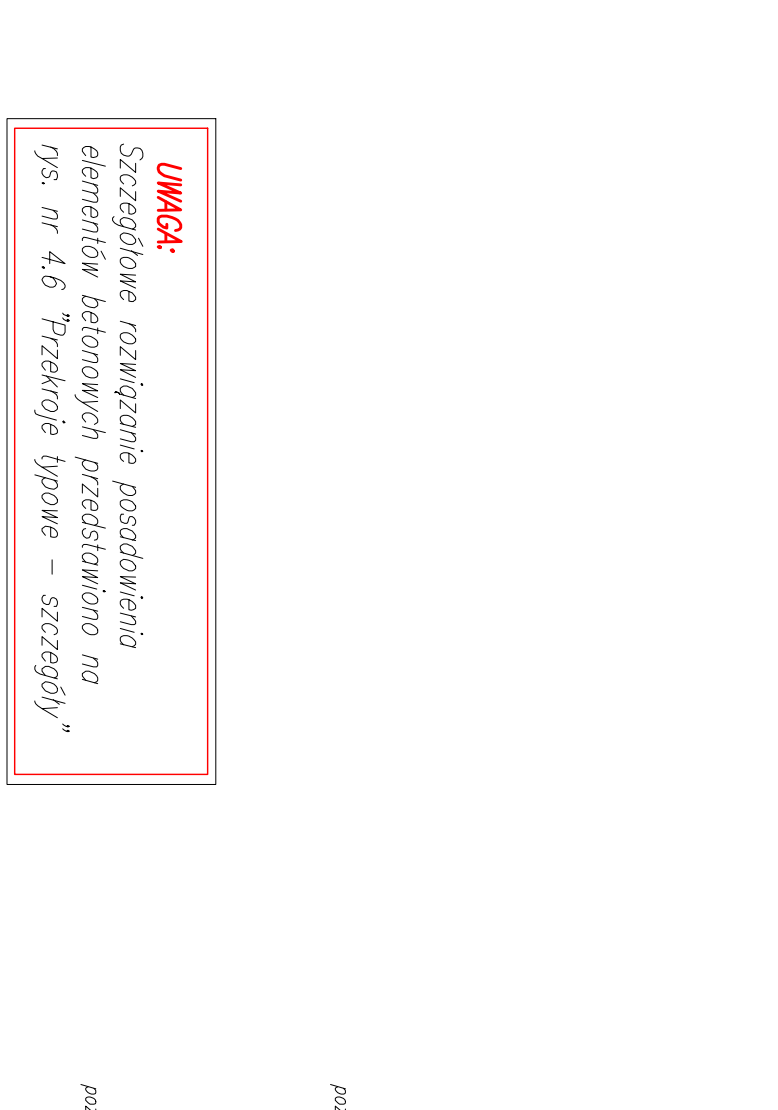 UWAGA:
Szczegółowe rozwiązanie posadowienia
elementów betonowych przedstawiono na
rys. nr 4.6 "Przekroje typowe – szczegóły"